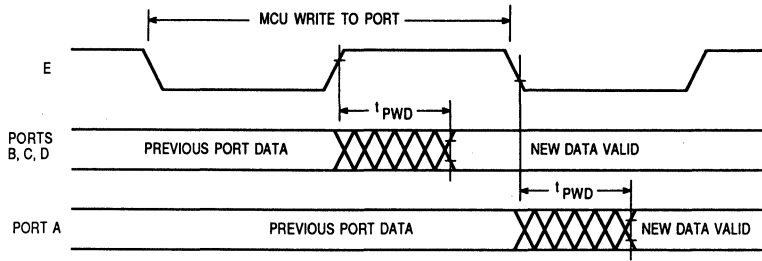 MCU WRITE TO PORT
E
t PWD
PORTS
B, C, D
PREVIOUS PORT DATA
NEW DATA VALID
t PWD
PORT A
PREVIOUS PORT DATA
NEW DATA VALID